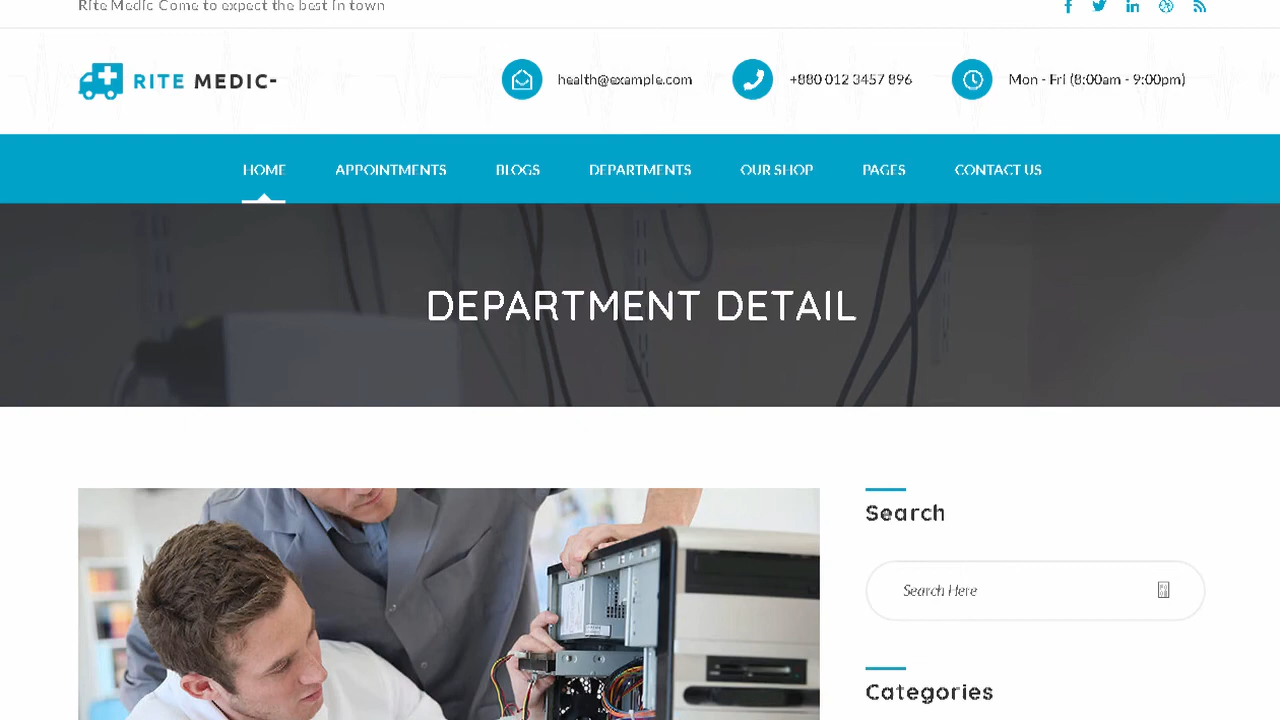 Rite Medic Come to expect the best in town
RITE MEDIC-
health@example.com
+880 012 3457 896
Mon - Fri (8:00am - 9:00pm)
HOME APPOINTMENTS BLOGS DEPARTMENTS OUR SHOP PAGES CONTACT US
DEPARTMENT DETAIL
Search
Search Here
Categories